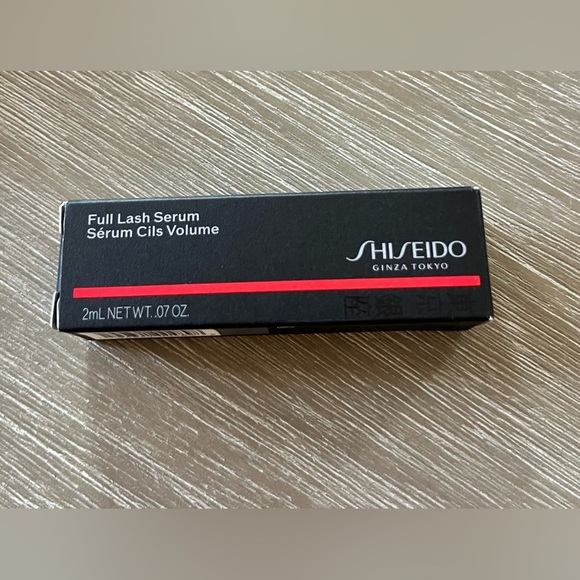 Full Lash Serum
Sérum Cils Volume
SHISEIDO
GINZA TOKYO
2mL NET WT. .07 OZ.